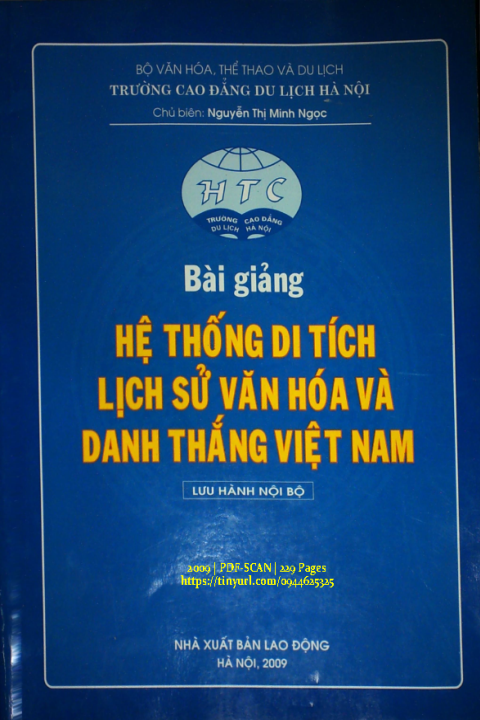 BỘ VĂN HÓA, THỂ THAO VÀ DU LỊCH
TRƯỜNG CAO ĐẲNG DU LỊCH HÀ NỘI
Chủ biên: Nguyễn Thị Minh Ngọc
HTC
TRƯỜNG CAO ĐẲNG
DU LỊCH HÀ NỘI
Bài giảng
HỆ THỐNG DI TÍCH
LỊCH SỬ VĂN HÓA VÀ
DANH THẮNG VIỆT NAM
LƯU HÀNH NỘI BỘ
2009 | PDF-SCAN | 229 Pages
https://tinyurl.com/0944625325
NHÀ XUẤT BẢN LAO ĐỘNG
HÀ NỘI, 2009